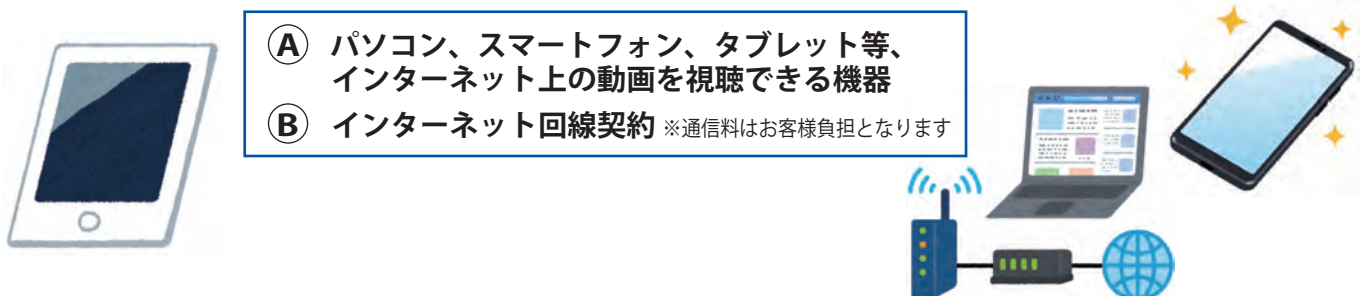 Ⓐ パソコン、スマートフォン、タブレット等、
インターネット上の動画を視聴できる機器
Ⓑ インターネット回線契約 ※通信料はお客様負担となります